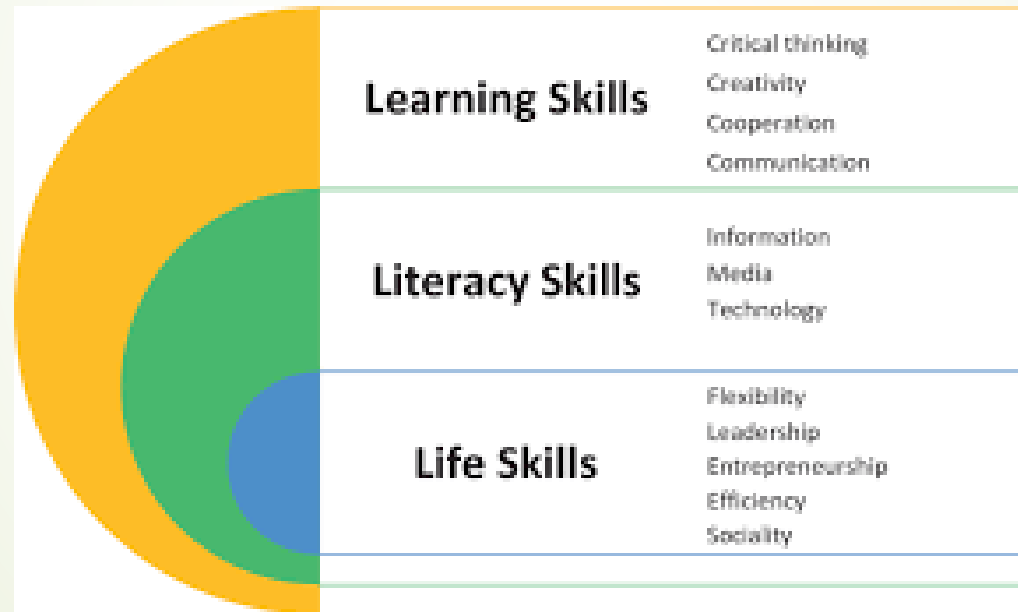 Learning Skills
Critical thinking
Creativity
Cooperation
Communication
Literacy Skills
Information
Media
Technology
Life Skills
Flexibility
Leadership
Entrepreneurship
Efficiency
Sociality